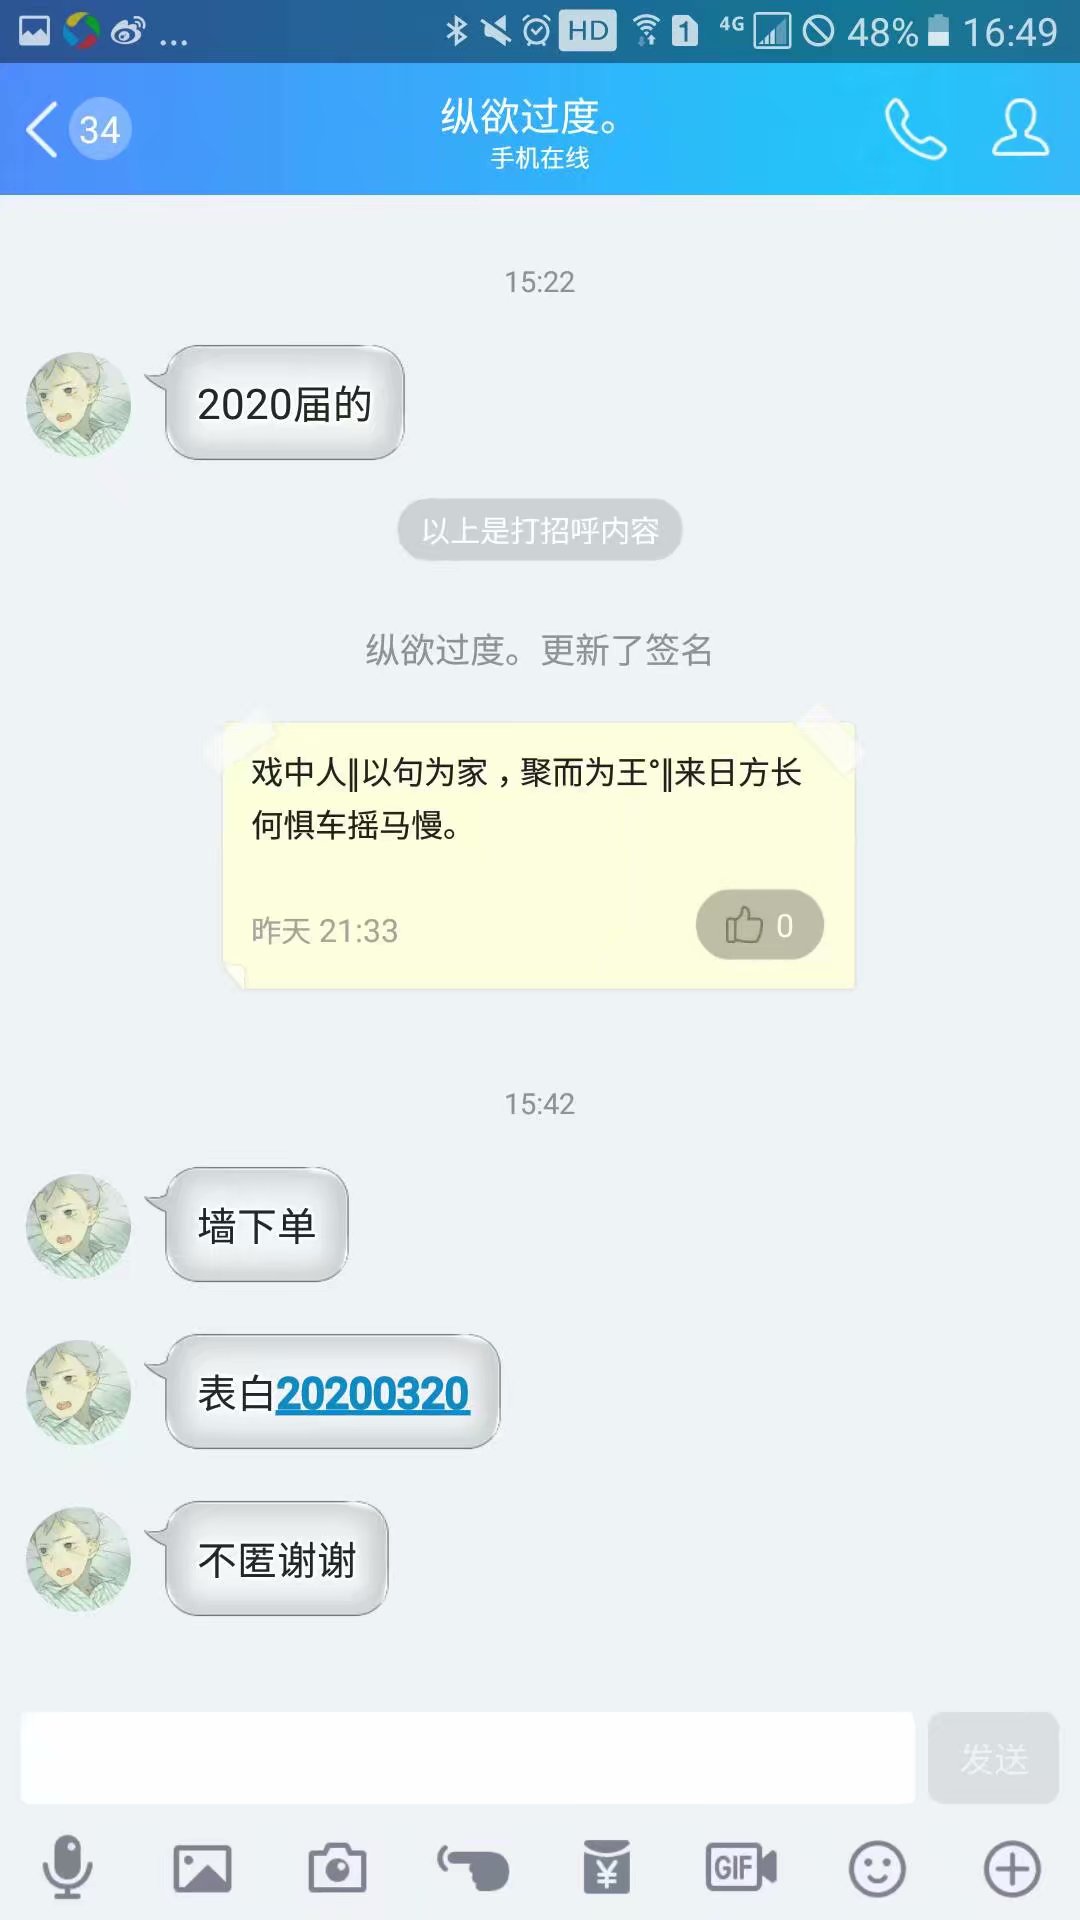 ... HD 1 4G 48% 16:49
34
纵欲过度。
手机在线
15:22
2020届的
以上是打招呼内容
纵欲过度。更新了签名
戏中人‖以句为家，聚而为王°‖来日方长
何惧车摇马慢。
昨天 21:33
0
15:42
墙下单
表白20200320
不匿谢谢
发送
¥ GIF